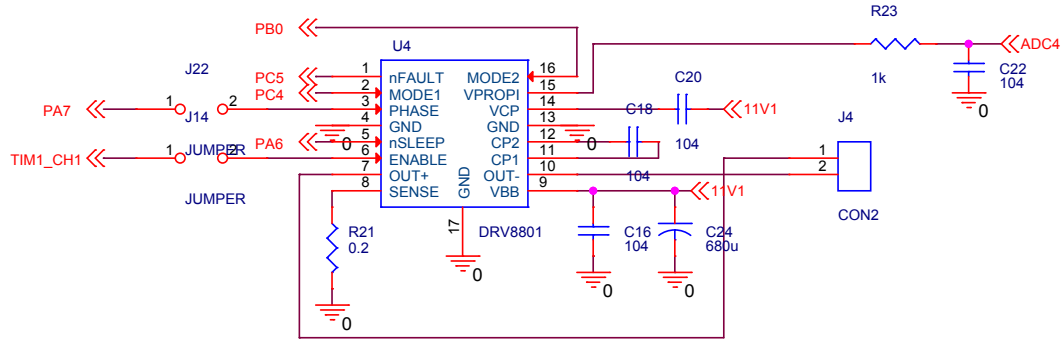 PB0
R23
ADC4
1k
C22
104
0
U4
PC5
PC4
J22
PA7
1
2
J14
PA6
JUMPER
TIM1_CH1
1
2
JUMPER
1 nFAULT
2 MODE1
3 PHASE
4 GND
5 nSLEEP
6 ENABLE
7 OUT+
8 SENSE
MODE2 16
VPROPI 15
VCP 14
GND 13
CP2 12
CP1 11
OUT- 10
VBB 9
GND
17
DRV8801
0
0
0
C20
104
11V1
C18
104
11V1
J4
1
2
CON2
R21
0.2
0
C16
104
0
C24
680u
0